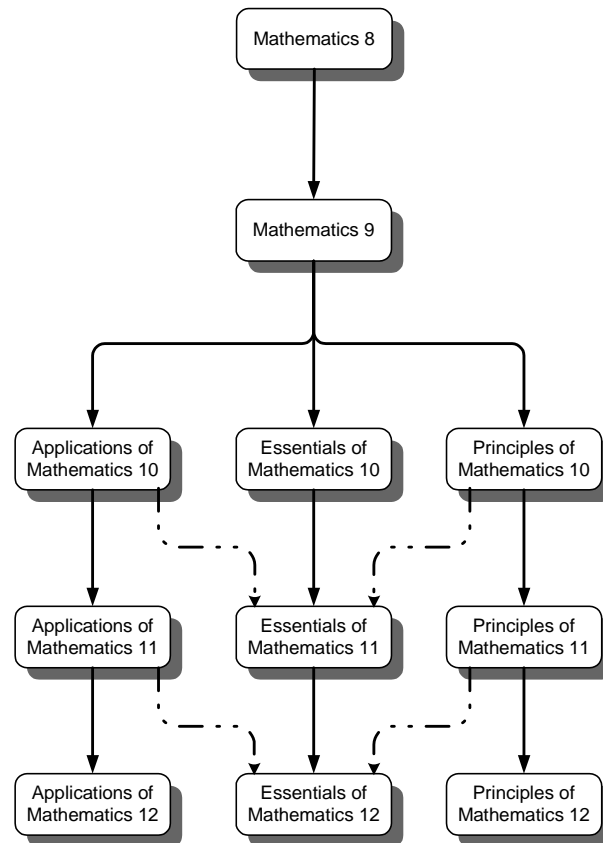 Mathematics 8
Mathematics 9
Applications of
Mathematics 10
Essentials of
Mathematics 10
Principles of
Mathematics 10
Applications of
Mathematics 11
Essentials of
Mathematics 11
Principles of
Mathematics 11
Applications of
Mathematics 12
Essentials of
Mathematics 12
Principles of
Mathematics 12